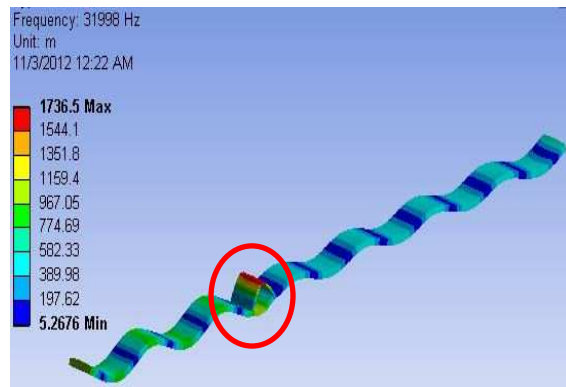 Frequency: 31998 Hz
Unit: m
11/3/2012 12:22 AM
1736.5 Max
1544.1
1351.8
1159.4
967.05
774.69
582.33
389.98
197.62
5.2676 Min